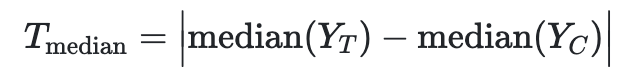 T_median = |median(Y_T) − median(Y_C)|